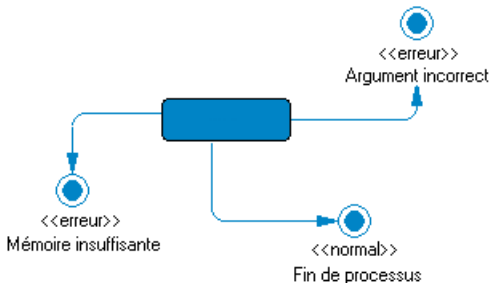 <<erreur>>
Argument incorrect
<<erreur>>
Mémoire insuffisante
<<normal>>
Fin de processus